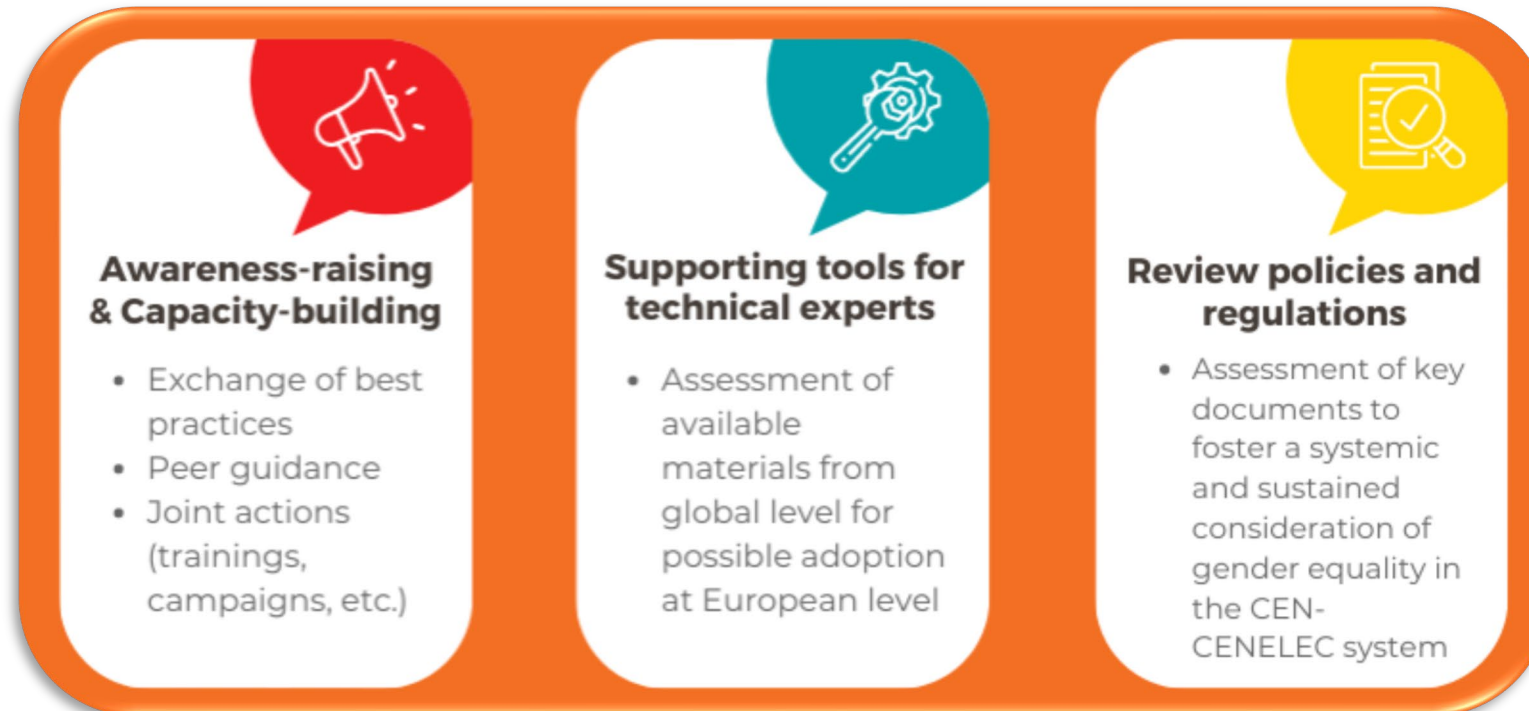 Awareness-raising
& Capacity-building
• Exchange of best
practices
• Peer guidance
• Joint actions
(trainings,
campaigns, etc.)
Supporting tools for
technical experts
• Assessment of
available
materials from
global level for
possible adoption
at European level
Review policies and
regulations
• Assessment of key
documents to
foster a systemic
and sustained
consideration of
gender equality in
the CEN-
CENELEC system